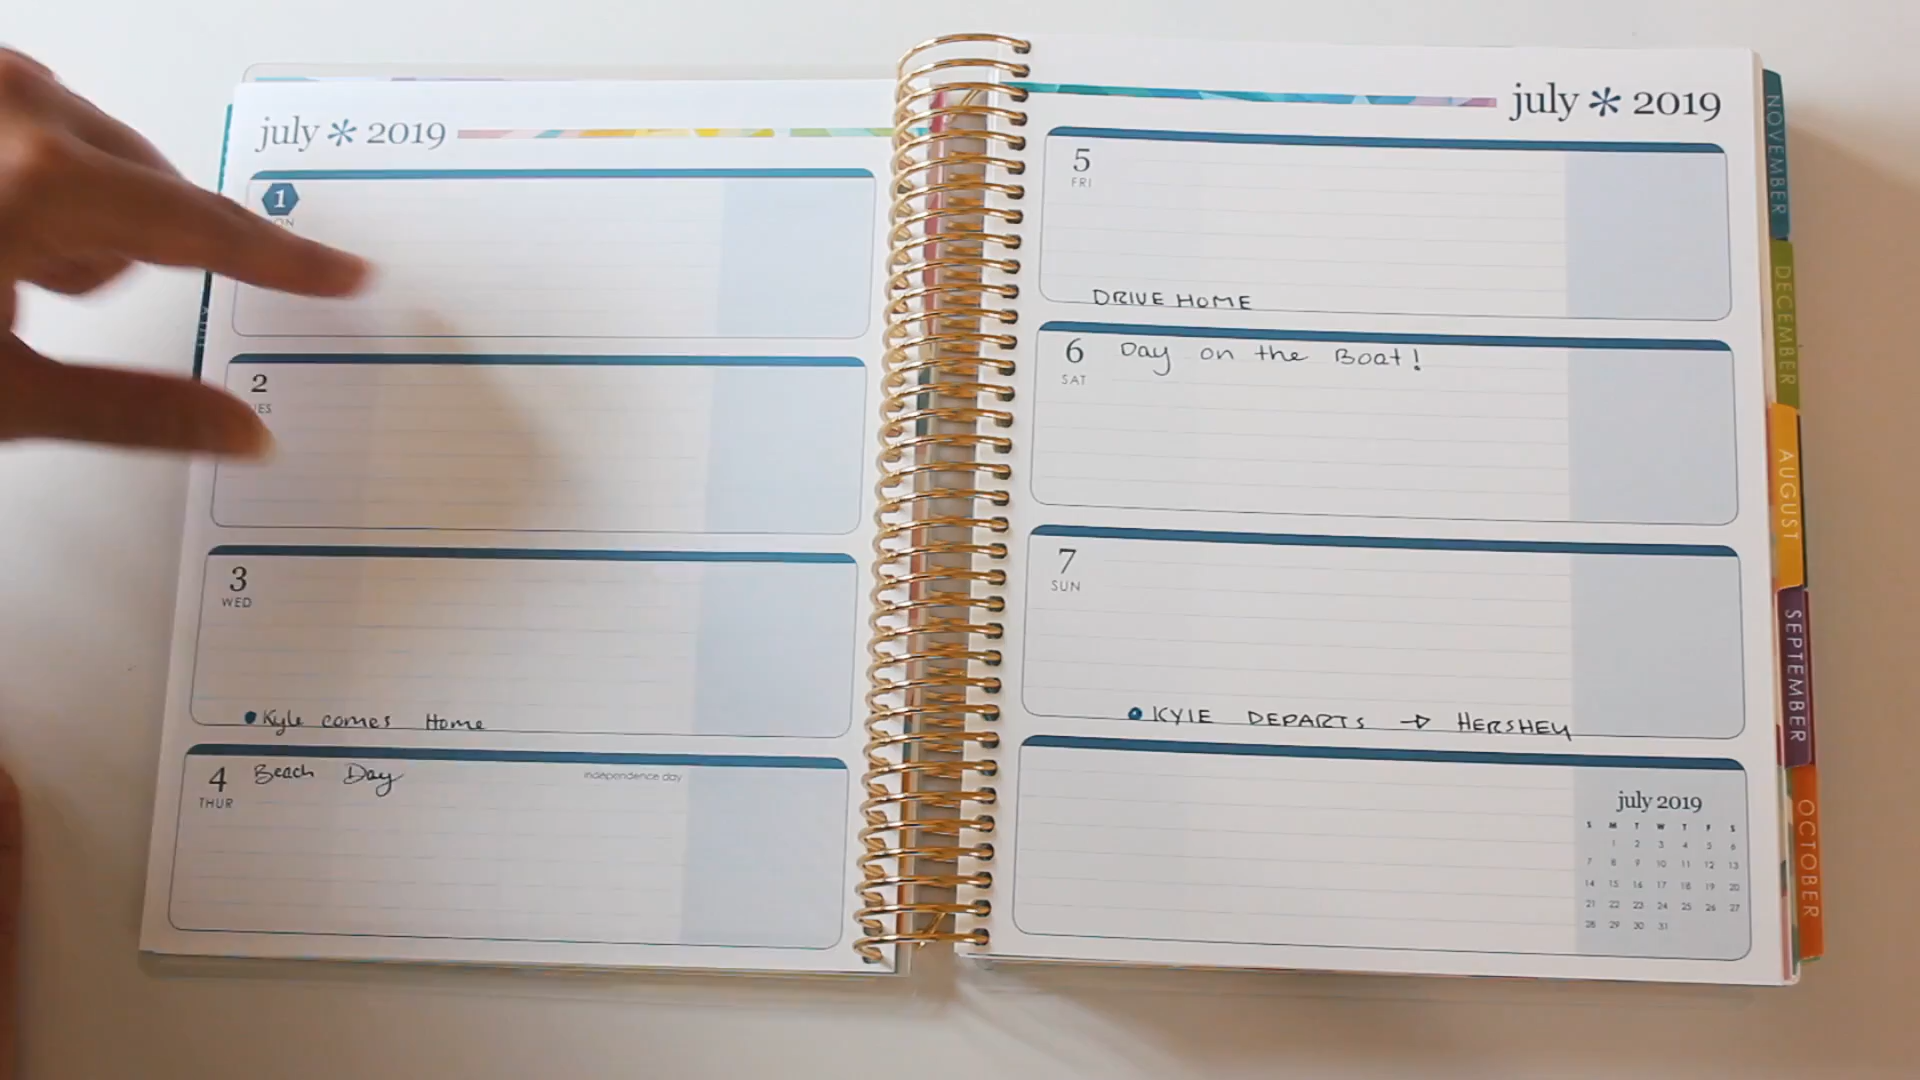 july * 2019
1
2
3
WED
Kyle comes Home
4
THUR
Beach Day
independence day
july * 2019
5
FRI
DRIVE HOME
6
SAT
Day on the Boat!
7
SUN
KYLE DEPARTS → HERSHEY
july 2019
S M T W T F S
1 2 3 4 5 6
7 8 9 10 11 12 13
14 15 16 17 18 19 20
21 22 23 24 25 26 27
28 29 30 31
NOVEMBER
DECEMBER
AUGUST
SEPTEMBER
OCTOBER